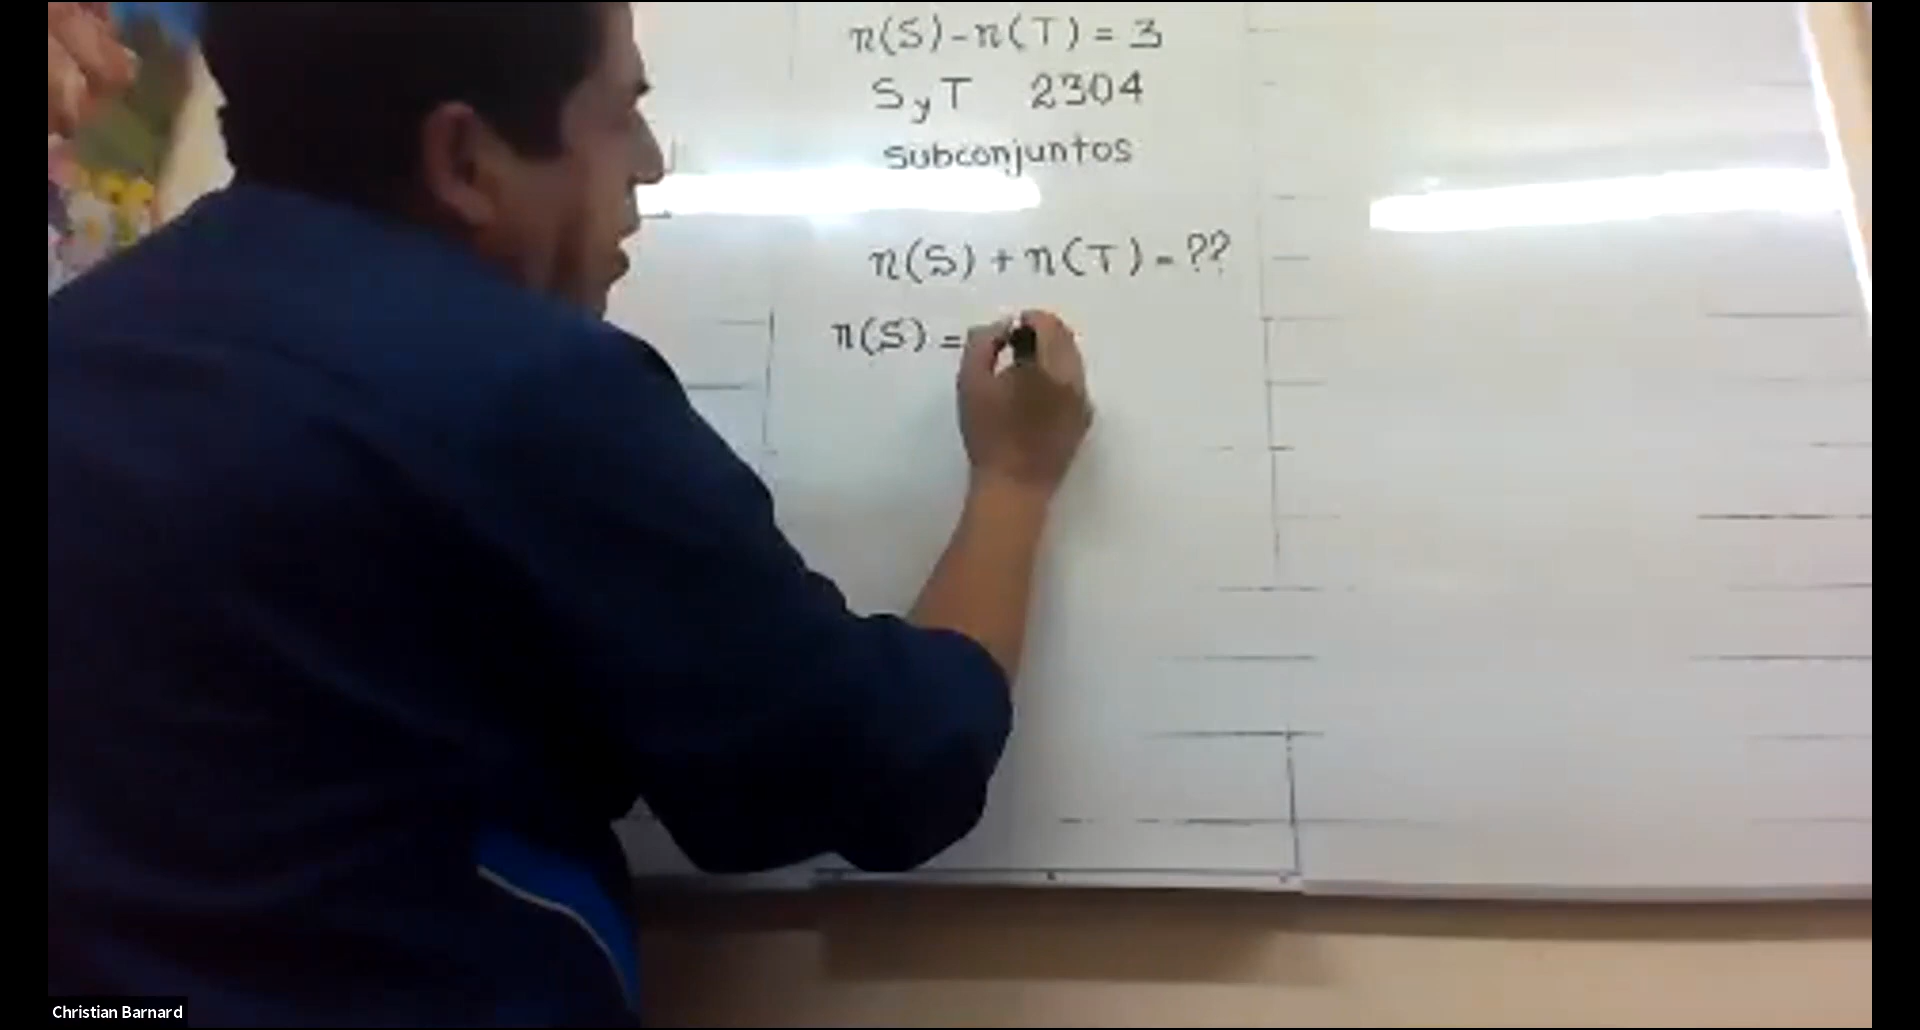 n(S)-n(T) = 3
S y T 2304
subconjuntos
n(S) + n(T) = ??
n(S) =
Christian Barnard